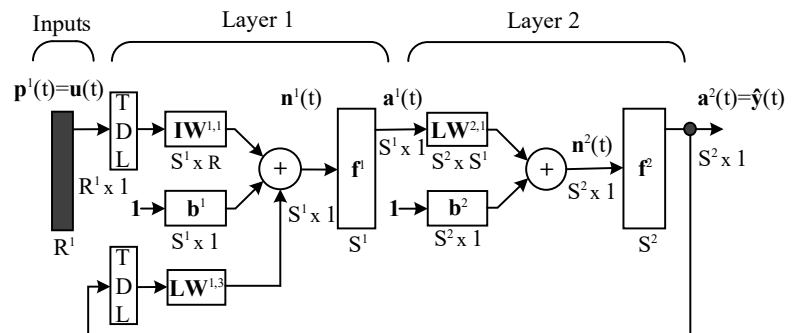 Inputs
Layer 1
Layer 2
p¹(t)=u(t)
n¹(t)
a¹(t)
a²(t)=ŷ(t)
T
D
L
IW¹,¹
S¹ x R
+
f¹
S¹ x 1
LW²,¹
S² x S¹
n²(t)
+
S² x 1
f²
S² x 1
R¹ x 1
1
b¹
S¹ x 1
S¹ x 1
1
b²
S² x 1
R¹
S¹
S²
T
D
L
LW¹,³